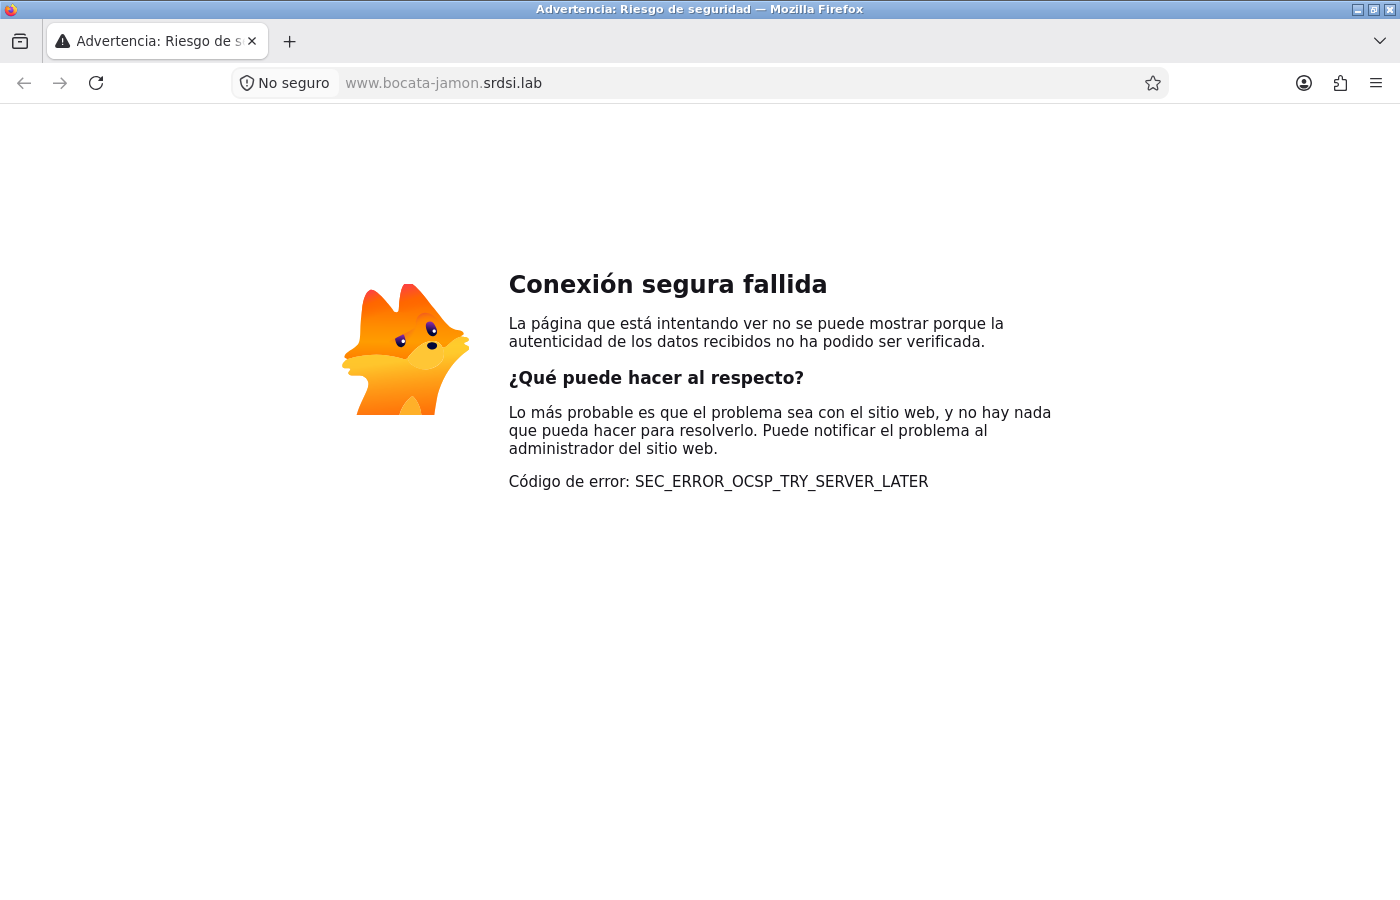 Advertencia: Riesgo de seguridad — Mozilla Firefox
Advertencia: Riesgo de s
No seguro
www.bocata-jamon.srdsi.lab
Conexión segura fallida
La página que está intentando ver no se puede mostrar porque la
autenticidad de los datos recibidos no ha podido ser verificada.
¿Qué puede hacer al respecto?
Lo más probable es que el problema sea con el sitio web, y no hay nada
que pueda hacer para resolverlo. Puede notificar el problema al
administrador del sitio web.
Código de error: SEC_ERROR_OCSP_TRY_SERVER_LATER